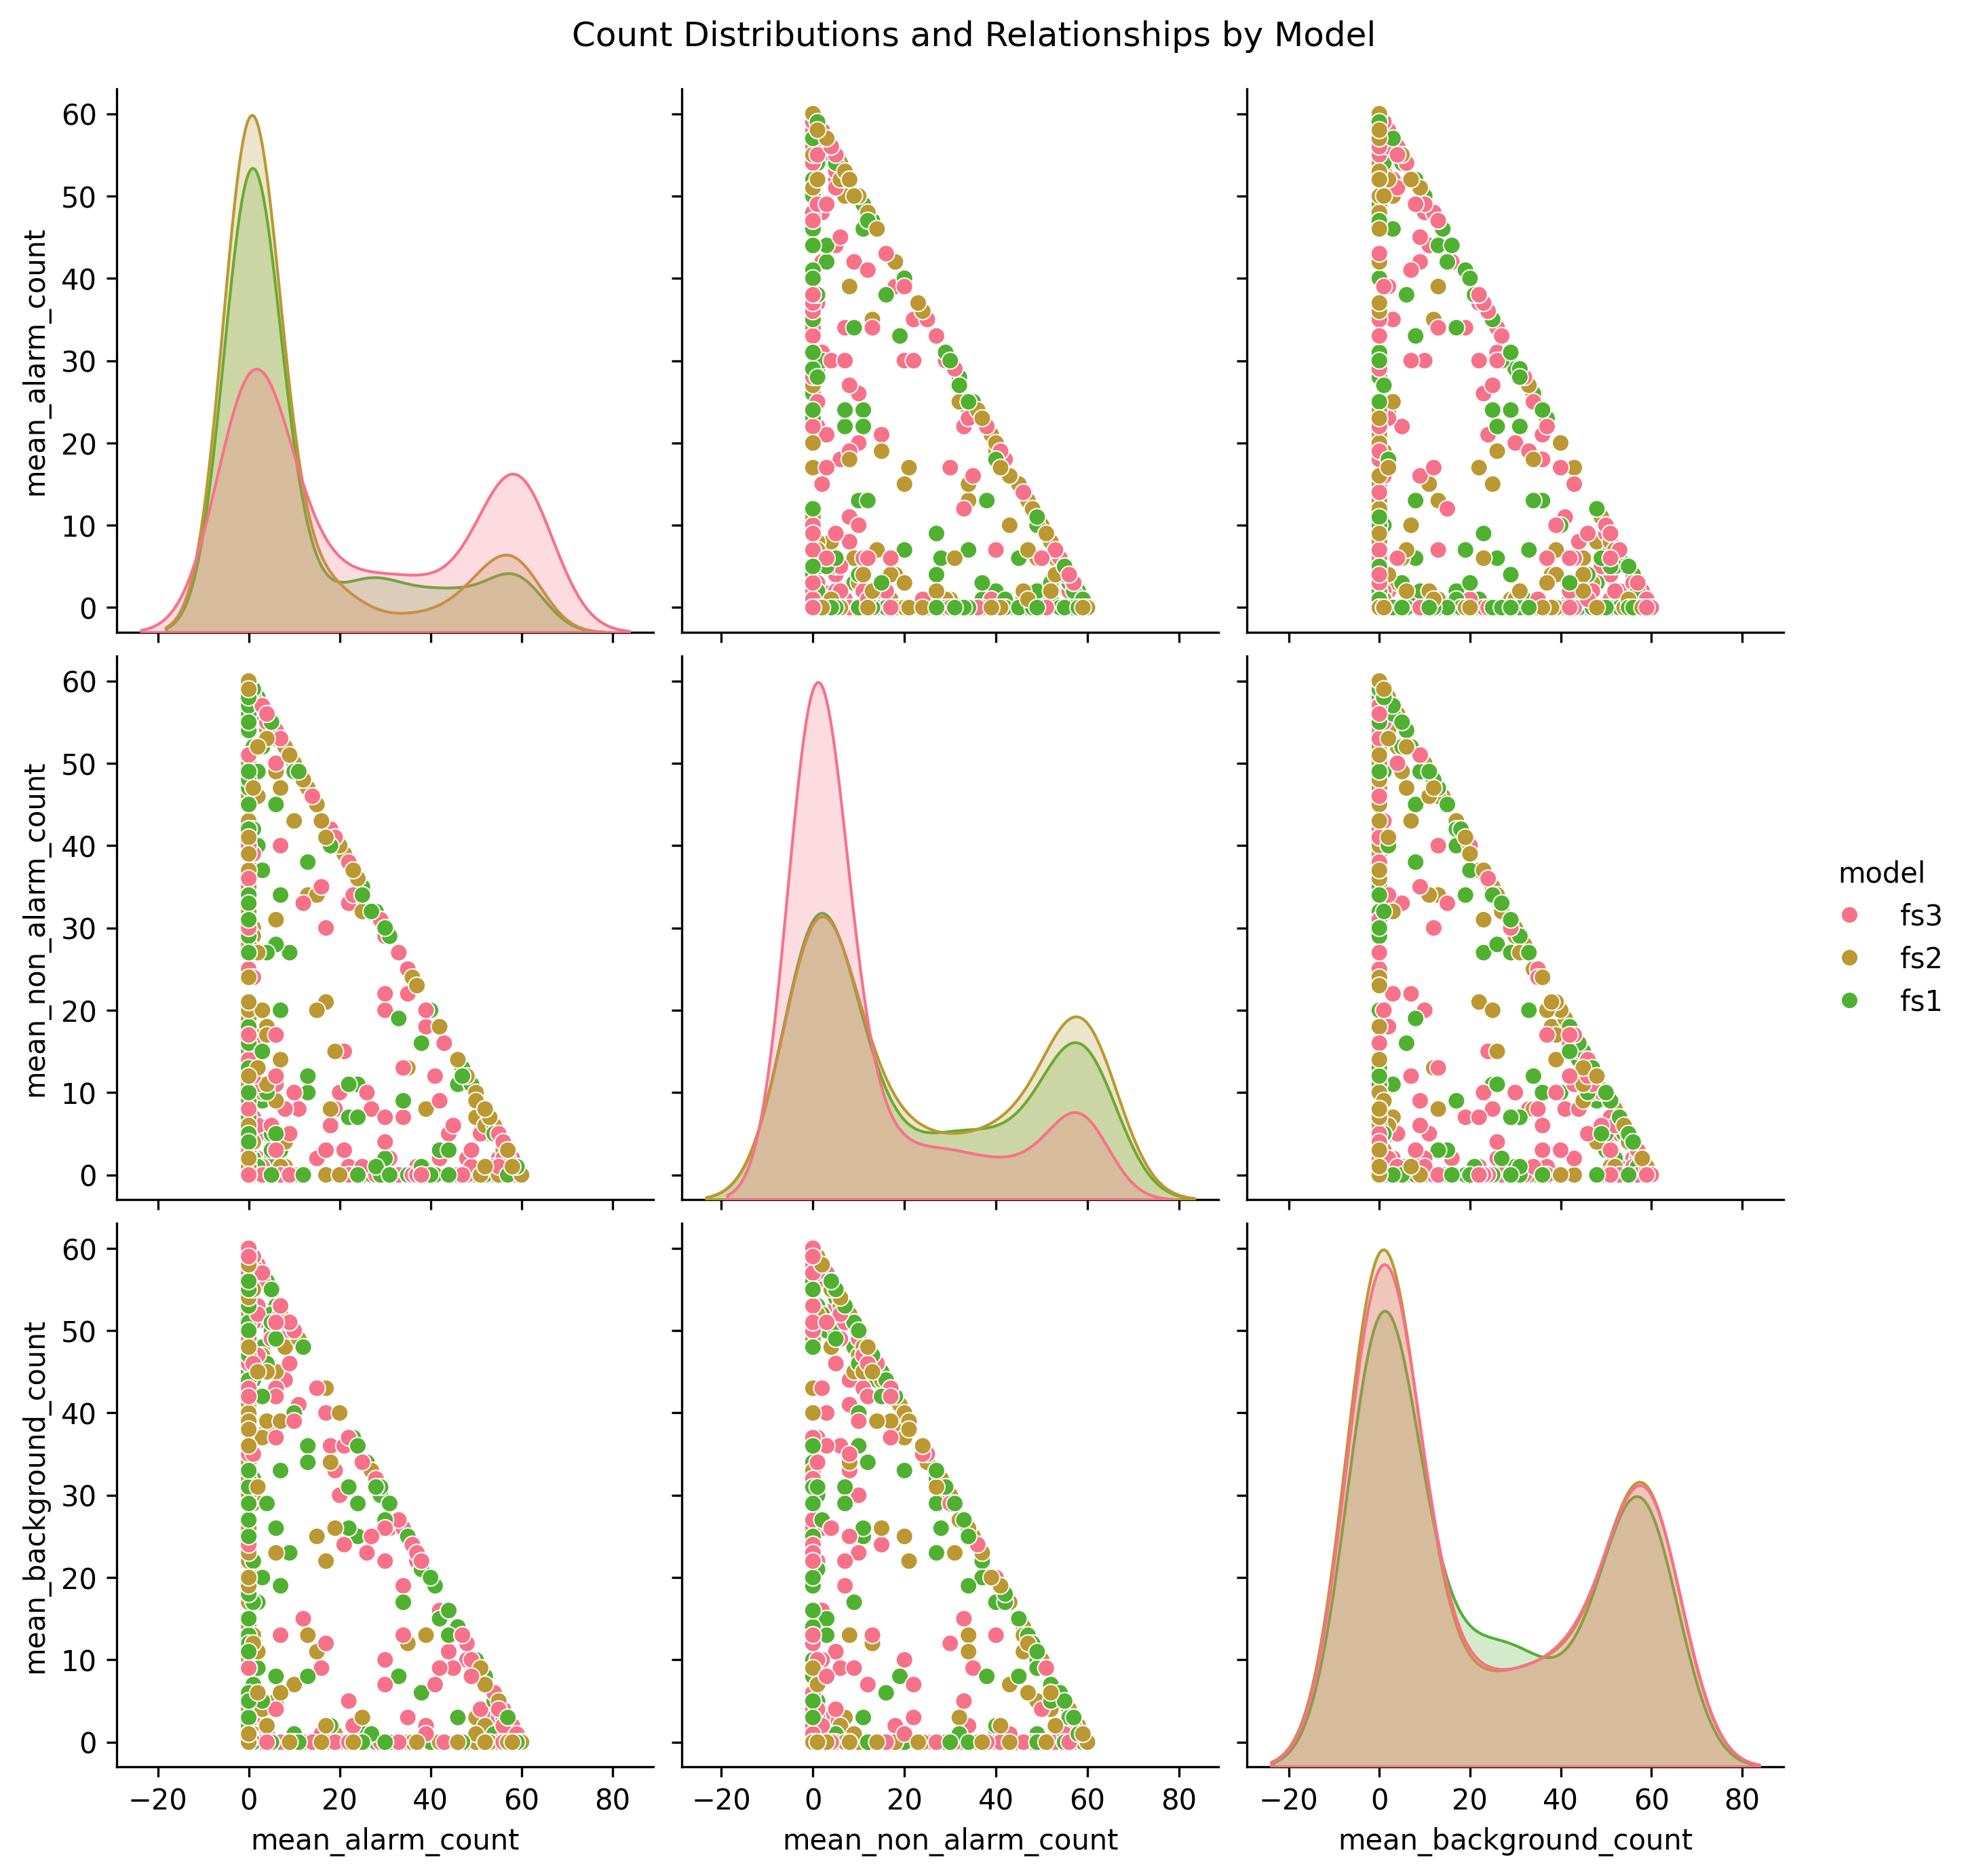 Count Distributions and Relationships by Model
60
50
40
30
20
10
0
mean_alarm_count
60
50
40
30
20
10
0
mean_non_alarm_count
model
fs3
fs2
fs1
60
50
40
30
20
10
0
mean_background_count
−20 0 20 40 60 80 −20 0 20 40 60 80 −20 0 20 40 60 80
mean_alarm_count mean_non_alarm_count mean_background_count